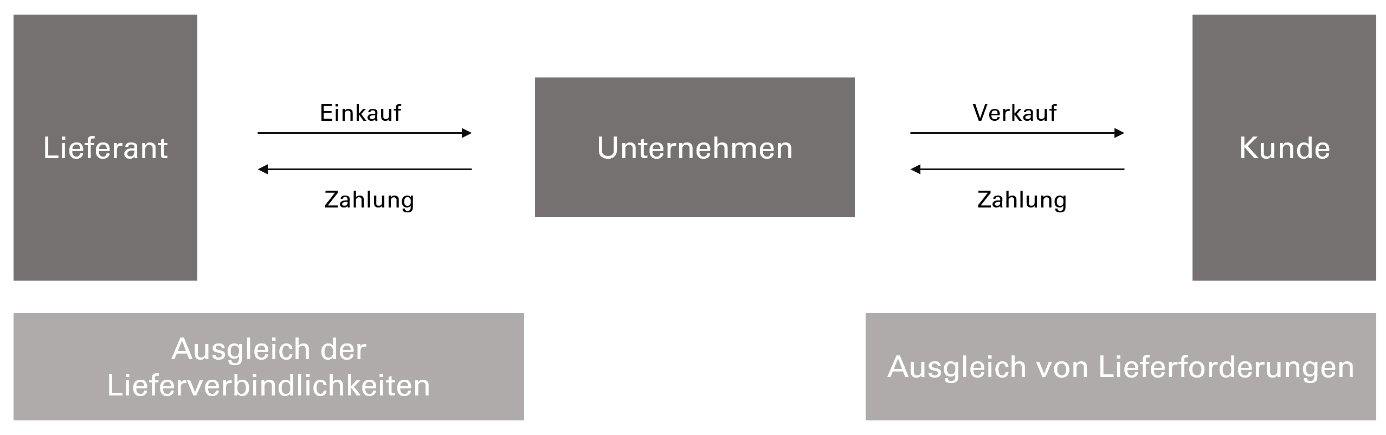 Lieferant
Einkauf
Zahlung
Unternehmen
Verkauf
Zahlung
Kunde
Ausgleich der
Lieferverbindlichkeiten
Ausgleich von Lieferforderungen